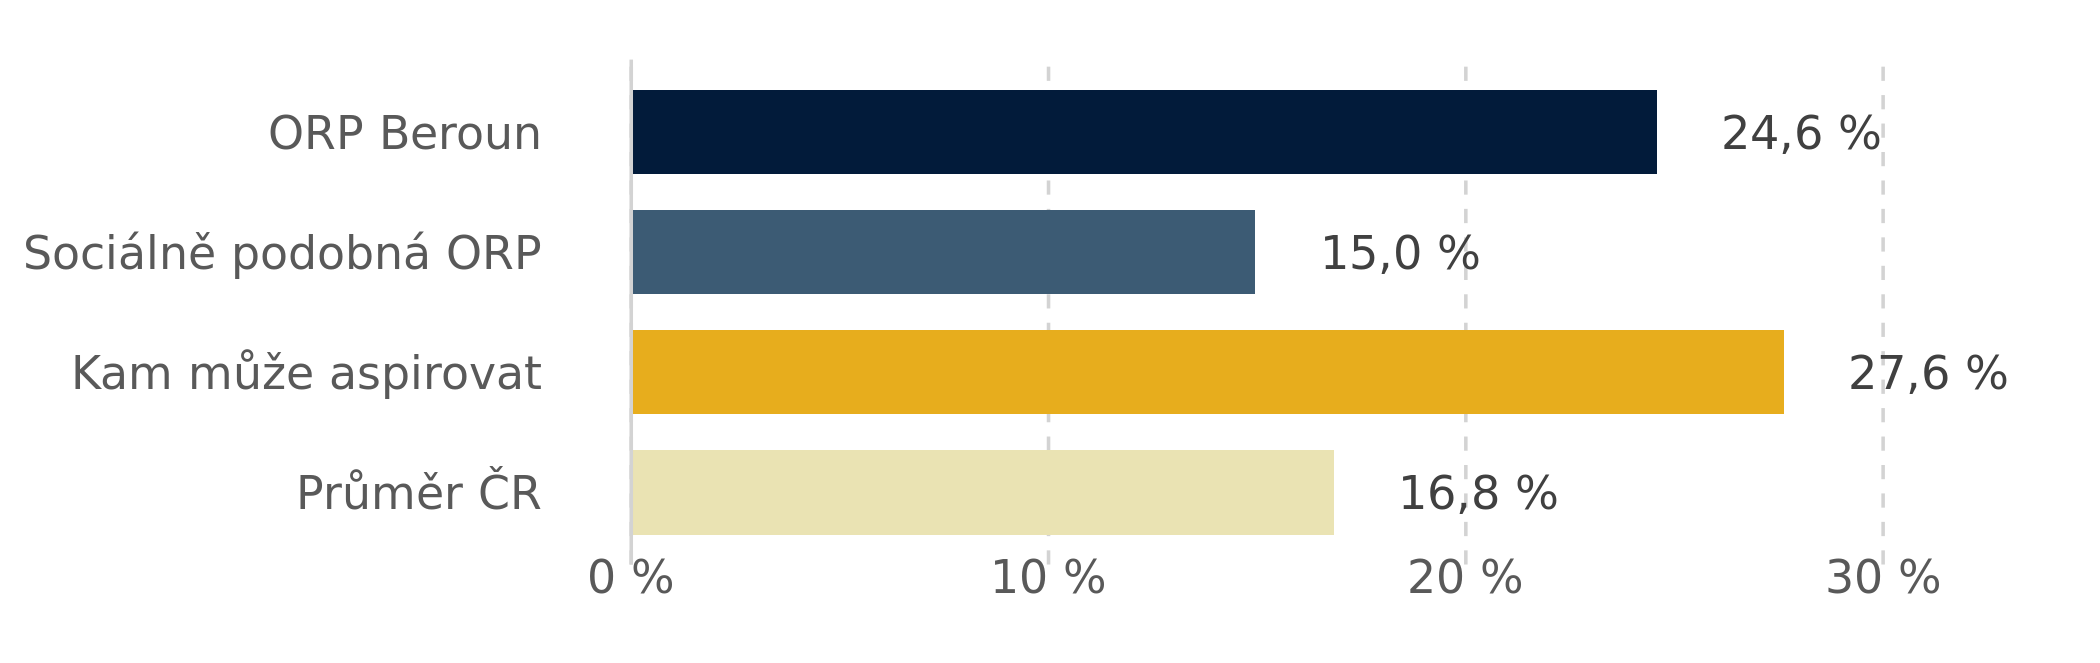 ORP Beroun 24,6 %
Sociálně podobná ORP 15,0 %
Kam může aspirovat 27,6 %
Průměr ČR 16,8 %
0 % 10 % 20 % 30 %